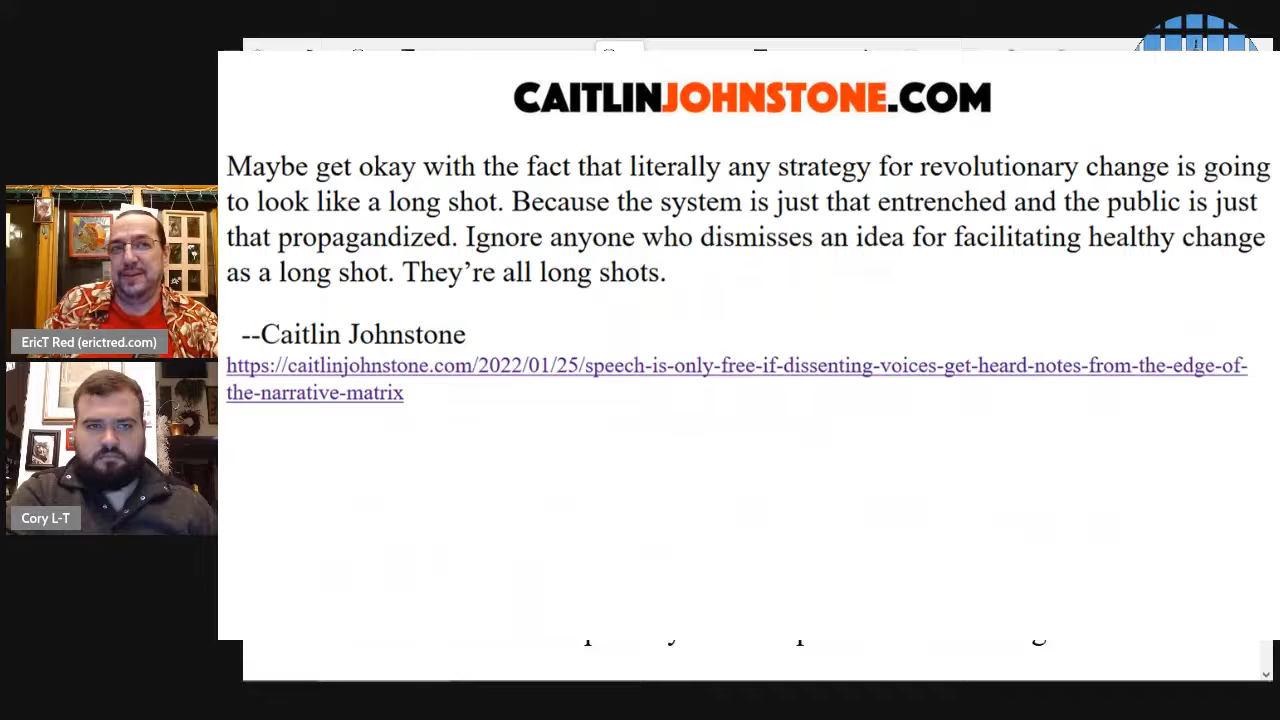 CAITLINJOHNSTONE.COM
Maybe get okay with the fact that literally any strategy for revolutionary change is going
to look like a long shot. Because the system is just that entrenched and the public is just
that propagandized. Ignore anyone who dismisses an idea for facilitating healthy change
as a long shot. They’re all long shots.
--Caitlin Johnstone
https://caitlinjohnstone.com/2022/01/25/speech-is-only-free-if-dissenting-voices-get-heard-notes-from-the-edge-of-
the-narrative-matrix
EricT Red (erictred.com)
Cory L-T